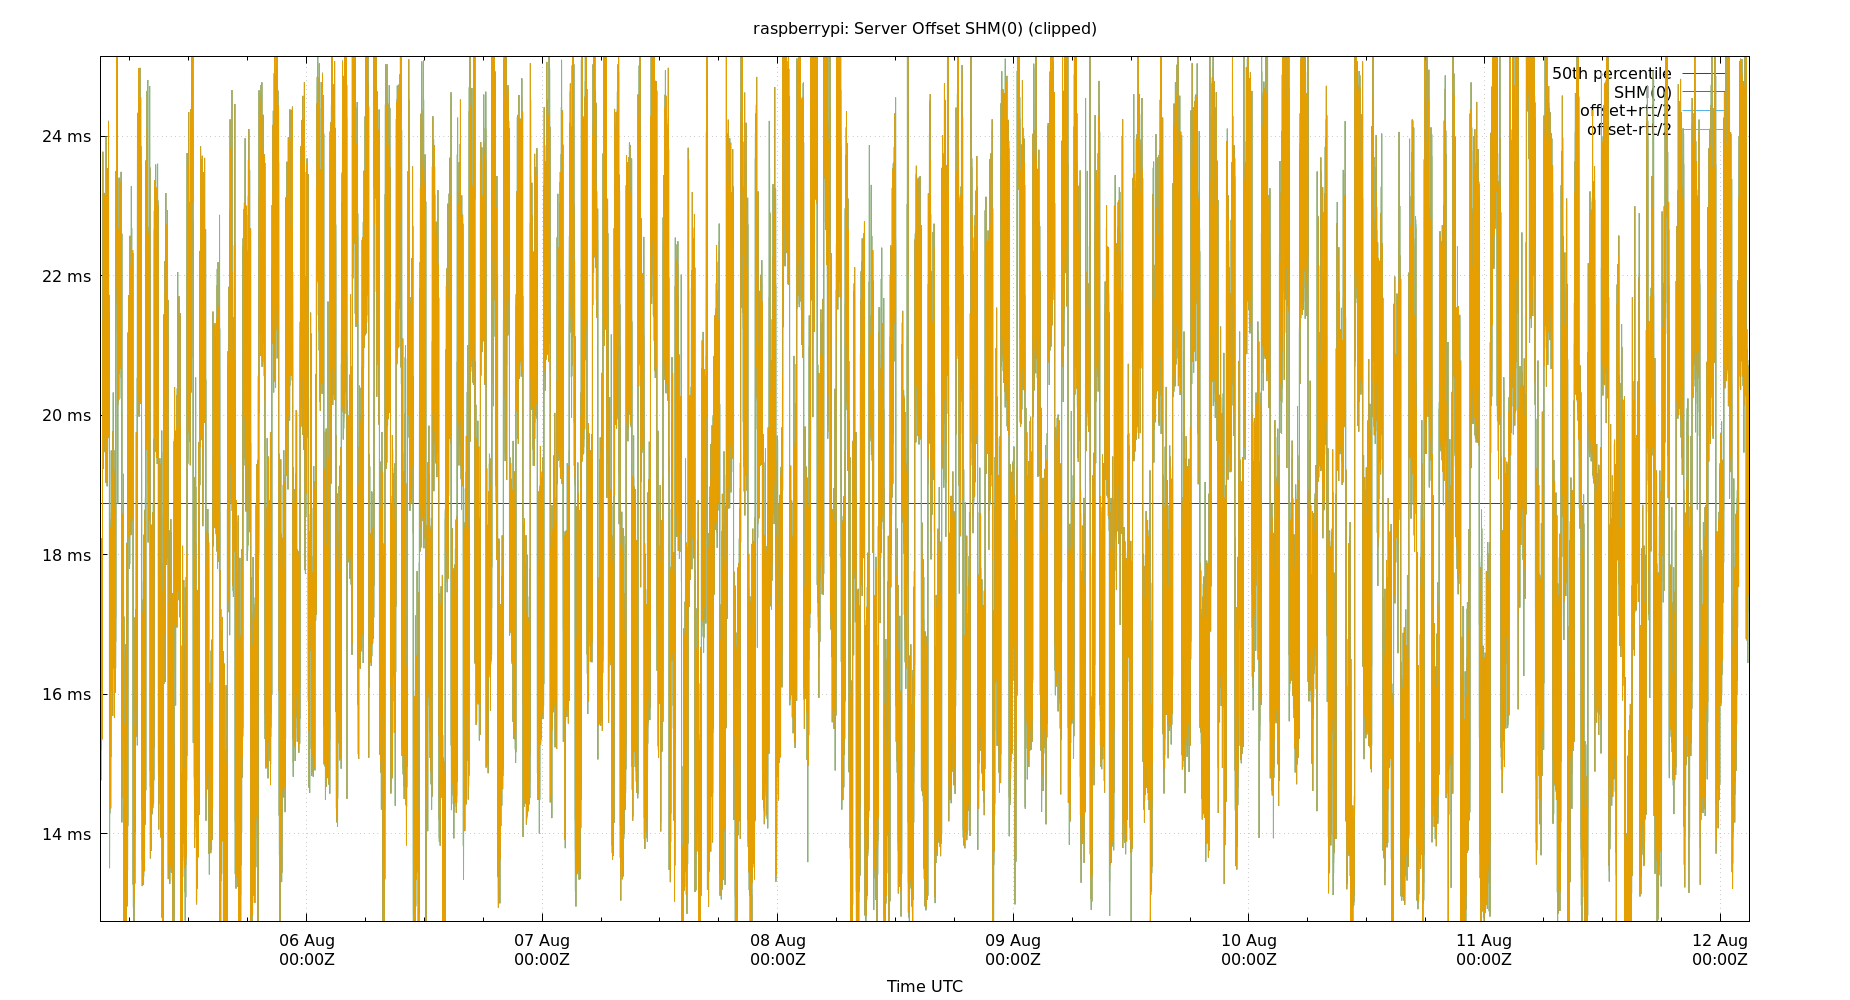 raspberrypi: Server Offset SHM(0) (clipped)
50th percentile
SHM(0)
offset+rtt/2
offset-rtt/2
24 ms
22 ms
20 ms
18 ms
16 ms
14 ms
06 Aug
00:00Z
07 Aug
00:00Z
08 Aug
00:00Z
09 Aug
00:00Z
10 Aug
00:00Z
11 Aug
00:00Z
12 Aug
00:00Z
Time UTC